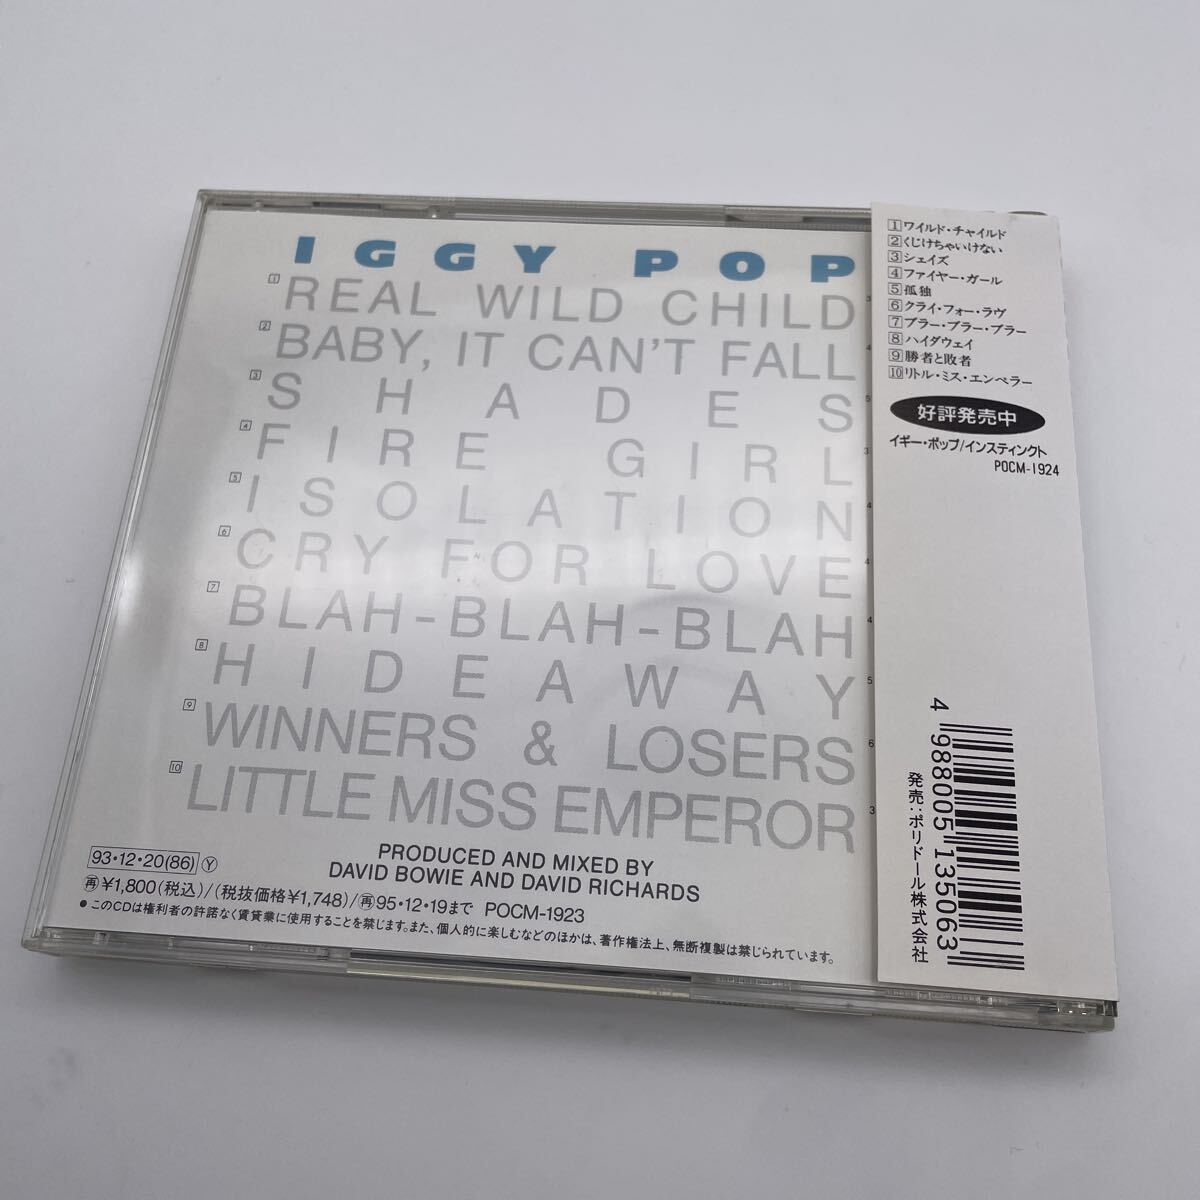 IGGY POP
1 REAL WILD CHILD
2 BABY, IT CAN'T FALL
3 SHADES
4 FIRE GIRL
5 ISOLATION
6 CRY FOR LOVE
7 BLAH-BLAH-BLAH
8 HIDEAWAY
9 WINNERS & LOSERS
10 LITTLE MISS EMPEROR
PRODUCED AND MIXED BY
DAVID BOWIE AND DAVID RICHARDS
93・12・20(86) Y
再¥1,800(税込)/(税抜価格¥1,748)/再95・12・19まで POCM-1923
●このCDは権利者の許諾なく賃貸業に使用することを禁じます。また、個人的に楽しむなどのほかは、著作権法上、無断複製は禁じられています。
1ワイルド・チャイルド
2くじけちゃいけない
3シェイズ
4ファイヤー・ガール
5孤独
6クライ・フォー・ラヴ
7ブラー・ブラー・ブラー
8ハイダウェイ
9勝者と敗者
10リトル・ミス・エンペラー
好評発売中
イギー・ポップ/インスティンクト
POCM-1924
4 988005 135063
発売:ポリドール株式会社